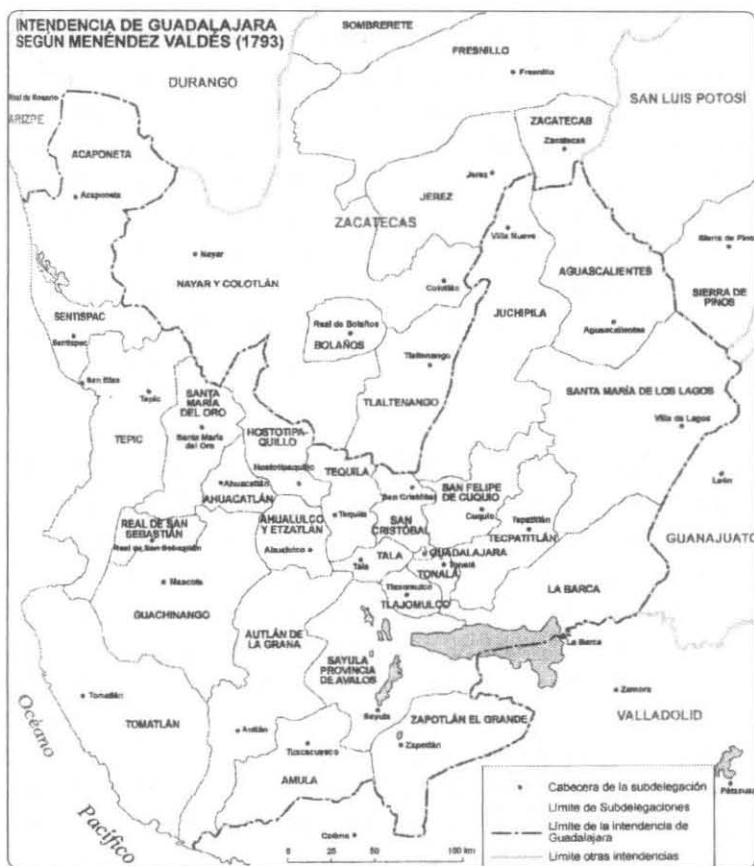 INTENDENCIA DE GUADALAJARA
SEGÚN MENÉNDEZ VALDÉS (1793)
SOMBRERETE
FRESNILLO
Fresnillo
DURANGO
SAN LUIS POTOSÍ
Real de Rosario
ARIZPE
ZACATECAS
Zacatecas
ACAPONETA
Acaponeta
Jerez
JEREZ
ZACATECAS
Villa Nueva
Nayar
Sierra de Pinos
AGUASCALIENTES
NAYAR Y COLOTLÁN
Colotlán
SIERRA DE
PINOS
JUCHIPILA
SENTISPAC
Sentispac
Real de Bolaños
BOLAÑOS
Aguascalientes
Tlaltenango
San Blas
Tepic
SANTA
MARÍA
DEL ORO
SANTA MARÍA DE LOS LAGOS
TLALTENANGO
Villa de Lagos
Santa María
del Oro
TEPIC
HOSTOTIPA-
QUILLO
Hostotipaquillo
TEQUILA
León
Ahuacatlán
AHUACATLÁN
San Cristóbal
SAN FELIPE
DE CUQUIO
Cuquio
Tepatitlán
TECPATITLÁN
REAL DE SAN
SEBASTIÁN
Real de San Sebastián
AHUALULCO
Y ETZATLÁN
Ahualulco
Tequila
SAN
CRISTÓBAL
GUANAJUATO
TALA
Tala
GUADALAJARA
Tonalá
TONALÁ
Mascota
Tlajomulco
TLAJOMULCO
LA BARCA
GUACHINANGO
AUTLÁN DE
LA GRANA
La Barca
SAYULA
PROVINCIA
DE AVALOS
Tomatlán
TOMATLÁN
Zamora
VALLADOLID
Sayula
ZAPOTLÁN EL GRANDE
Autlán
Tuscacuesco
Zapotlán
AMULA
Océano
Pacífico
Colima
0 25 50 100 km
Cabecera de la subdelegación
Límite de Subdelegaciones
Límite de la intendencia de
Guadalajara
Límite otras intendencias